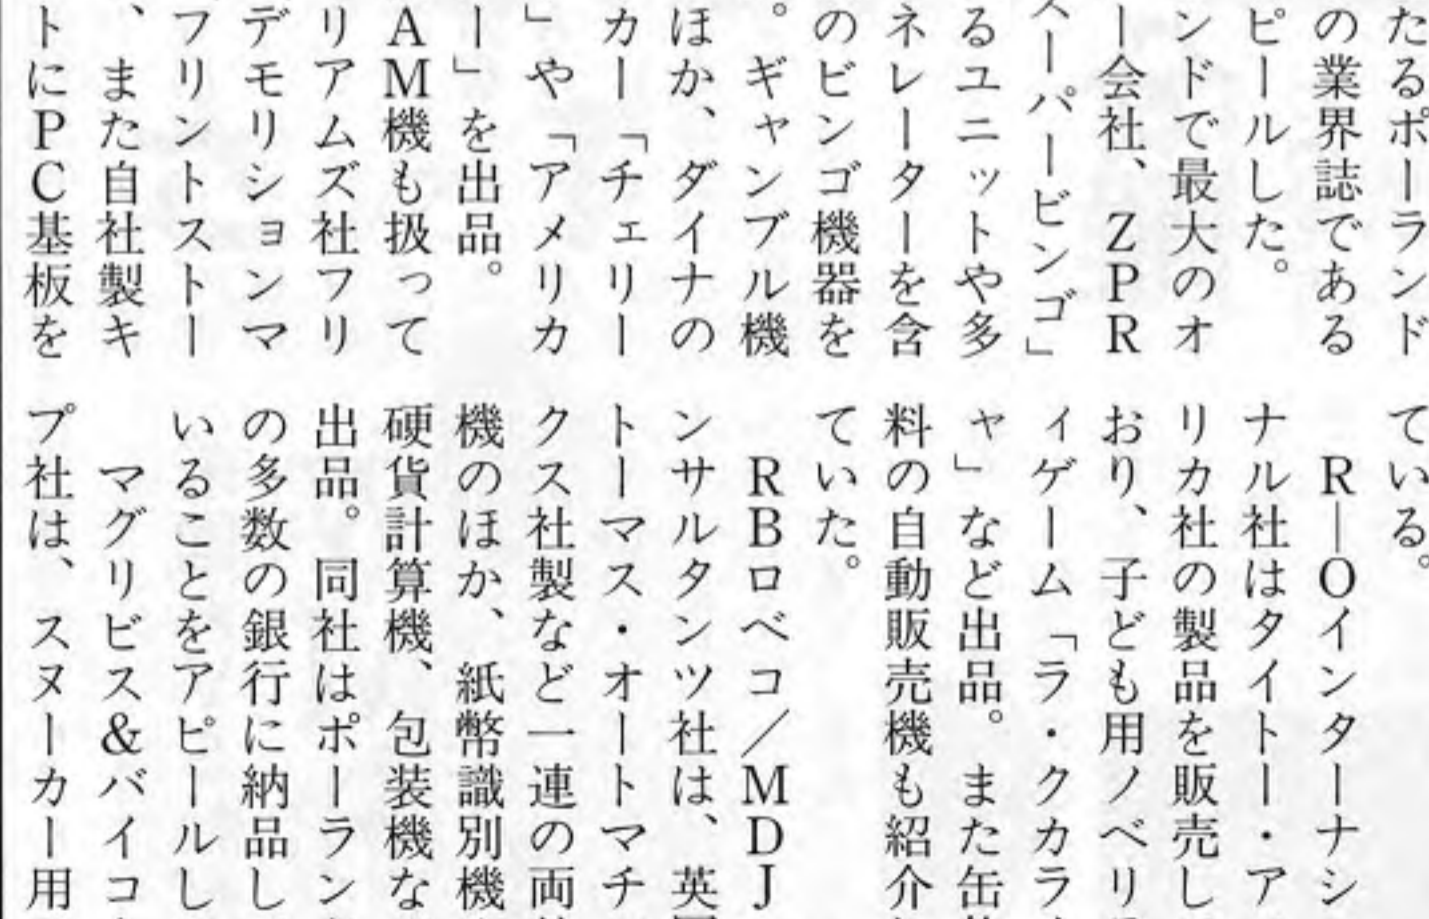 たるポーランド
の業界誌である
ピールした。
ンドで最大のオ
ー会社、ZPR
スーパービンゴ」
るユニットや多
ネレーターを含
のビンゴ機器を
。ギャンブル機
ほか、ダイナの
カー「チェリー
」や「アメリカ
ー」を出品。
AM機も扱って
リアムズ社フリ
デモリションマ
フリントストー
、また自社製キ
トにPC基板を
ている。
R―Oインターナシ
ナル社はタイトー・ア
リカ社の製品を販売し
おり、子ども用ノベリ
ィゲーム「ラ・クカラ
ャ」など出品。また缶
料の自動販売機も紹介
ていた。
RBロベコ／MDJ
ンサルタンツ社は、英
トーマス・オートマチ
クス社製など一連の両
機のほか、紙幣識別機
硬貨計算機、包装機な
出品。同社はポーラン
の多数の銀行に納品し
いることをアピールし
マグリビス&バイコ
プ社は、スヌーカー用